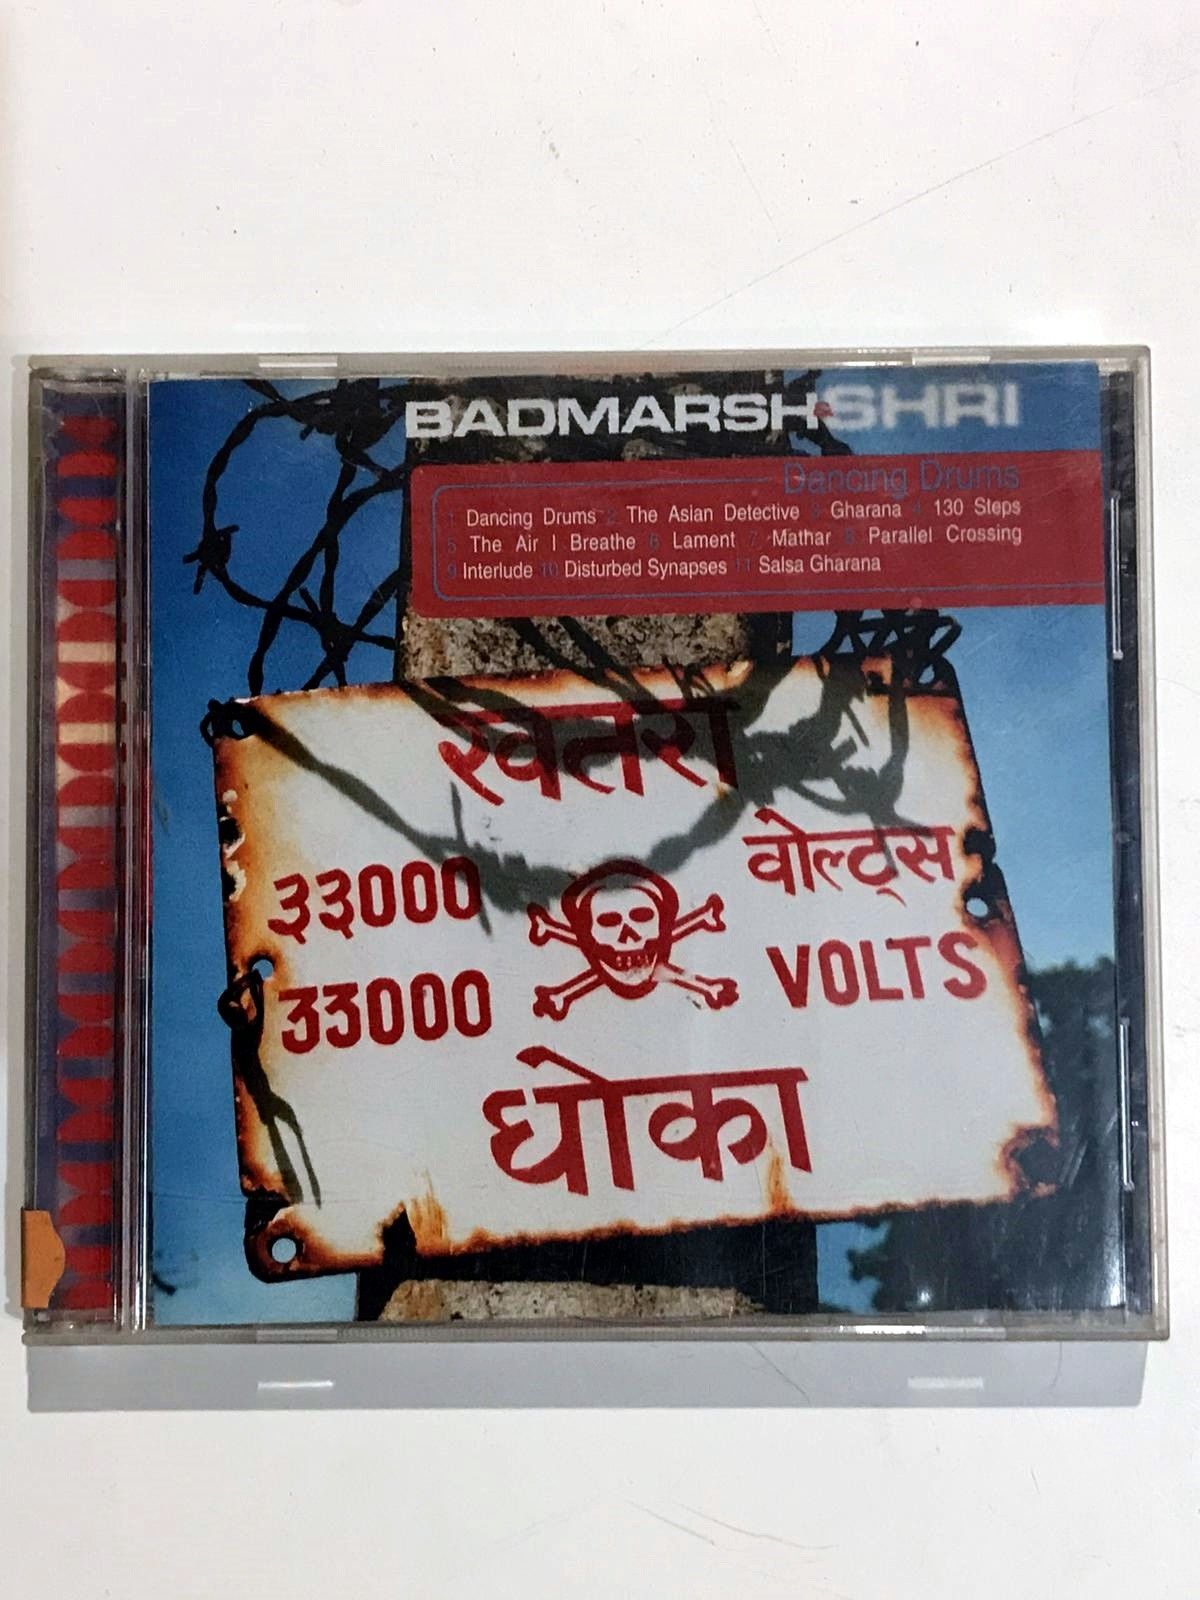 BADMARSH&SHRI
Dancing Drums
1 Dancing Drums 2 The Asian Detective 3 Gharana 4 130 Steps
5 The Air I Breathe 6 Lament 7 Mathar 8 Parallel Crossing
9 Interlude 10 Disturbed Synapses 11 Salsa Gharana
खतरा
३३000 वोल्ट्स
33000 VOLTS
धोका